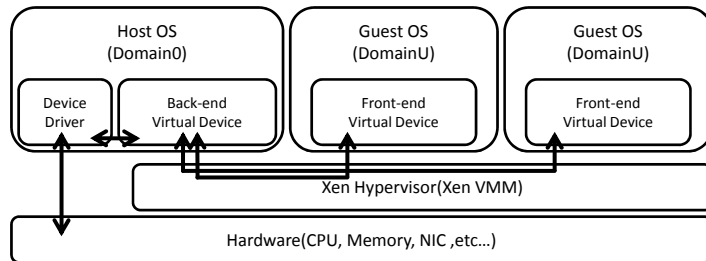 Host OS
(Domain0)
Guest OS
(DomainU)
Guest OS
(DomainU)
Device
Driver
Back-end
Virtual Device
Front-end
Virtual Device
Front-end
Virtual Device
Xen Hypervisor(Xen VMM)
Hardware(CPU, Memory, NIC ,etc...)